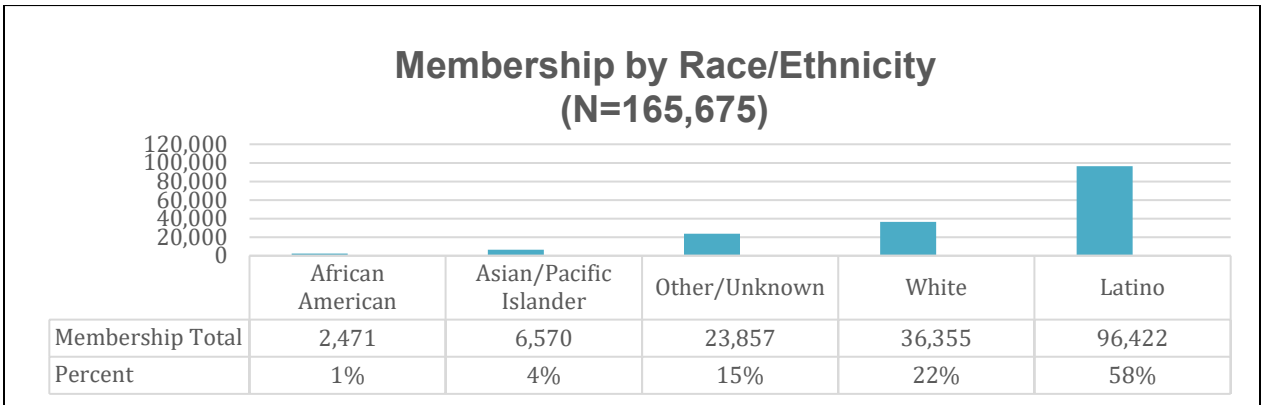 Membership by Race/Ethnicity
(N=165,675)
120,000
100,000
80,000
60,000
40,000
20,000
0
African American Asian/Pacific Islander Other/Unknown White Latino
Membership Total 2,471 6,570 23,857 36,355 96,422
Percent 1% 4% 15% 22% 58%